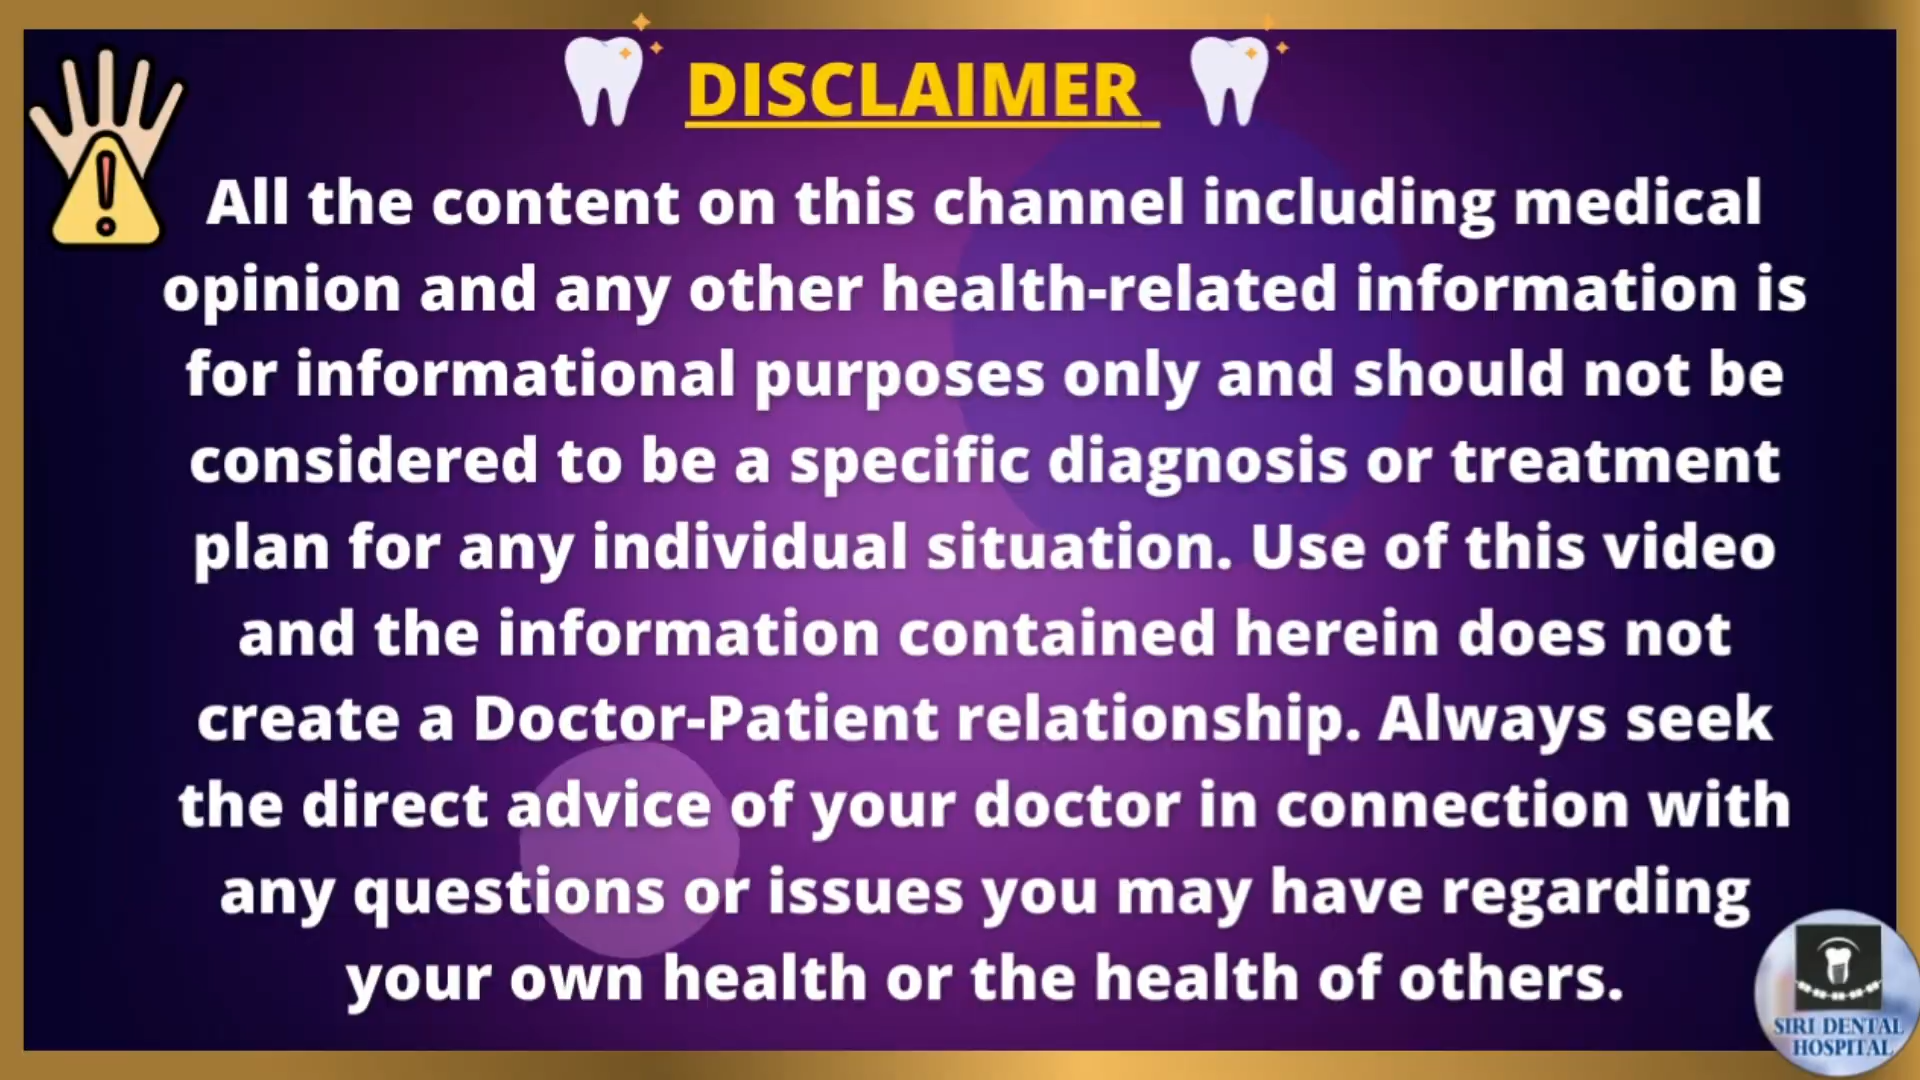 DISCLAIMER
All the content on this channel including medical
opinion and any other health-related information is
for informational purposes only and should not be
considered to be a specific diagnosis or treatment
plan for any individual situation. Use of this video
and the information contained herein does not
create a Doctor-Patient relationship. Always seek
the direct advice of your doctor in connection with
any questions or issues you may have regarding
your own health or the health of others.
SIRI DENTAL
HOSPITAL